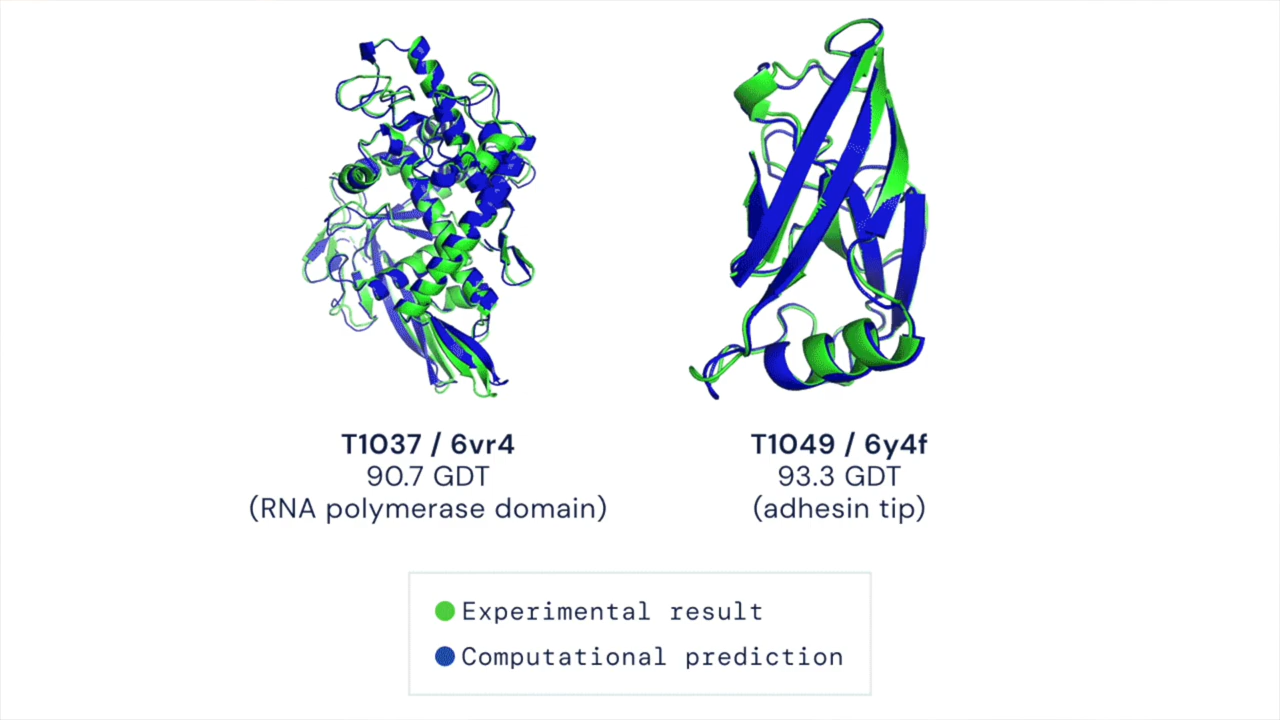 T1037 / 6vr4
90.7 GDT
(RNA polymerase domain)
T1049 / 6y4f
93.3 GDT
(adhesin tip)
Experimental result
Computational prediction